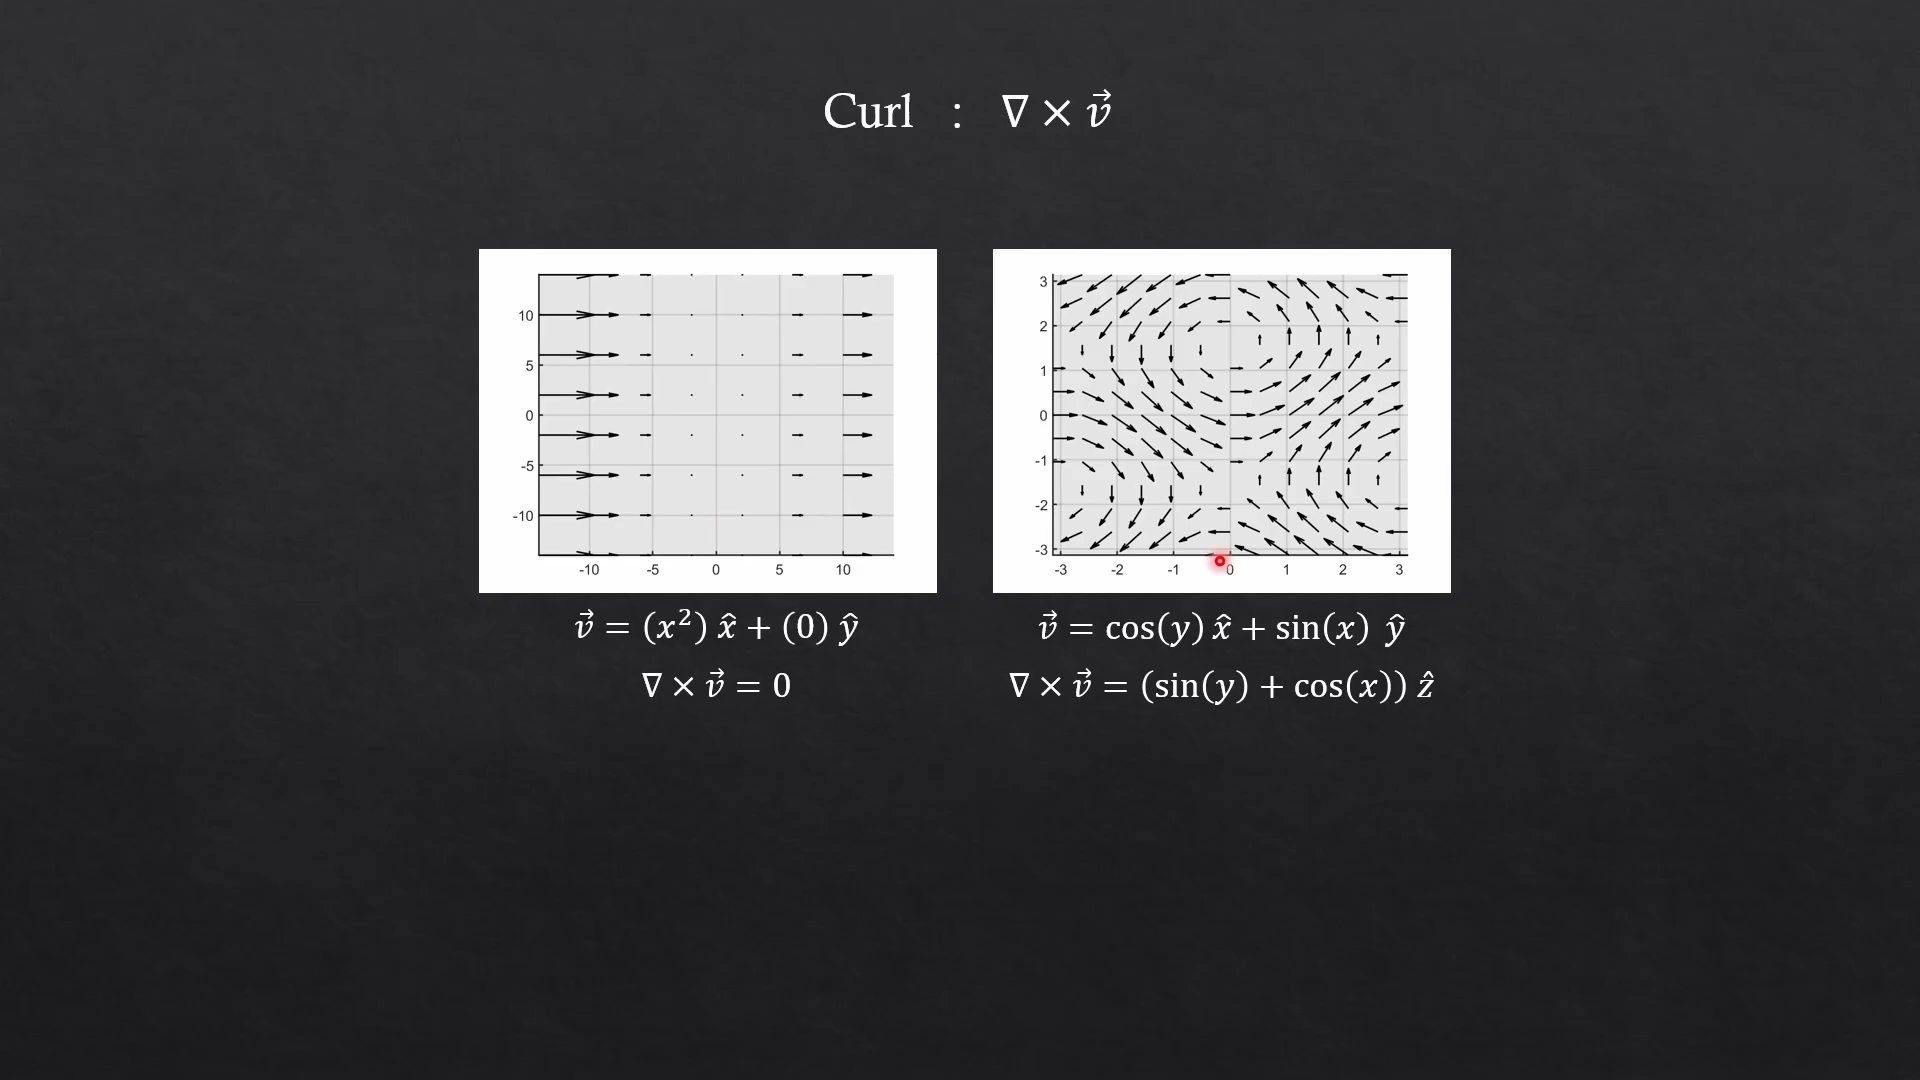 Curl : ∇ × v⃗
10
5
0
-5
-10
-10 -5 0 5 10
3
2
1
0
-1
-2
-3
-3 -2 -1 0 1 2 3
v⃗ = (x²) x̂ + (0) ŷ
∇ × v⃗ = 0
v⃗ = cos(y) x̂ + sin(x) ŷ
∇ × v⃗ = (sin(y) + cos(x)) ẑ